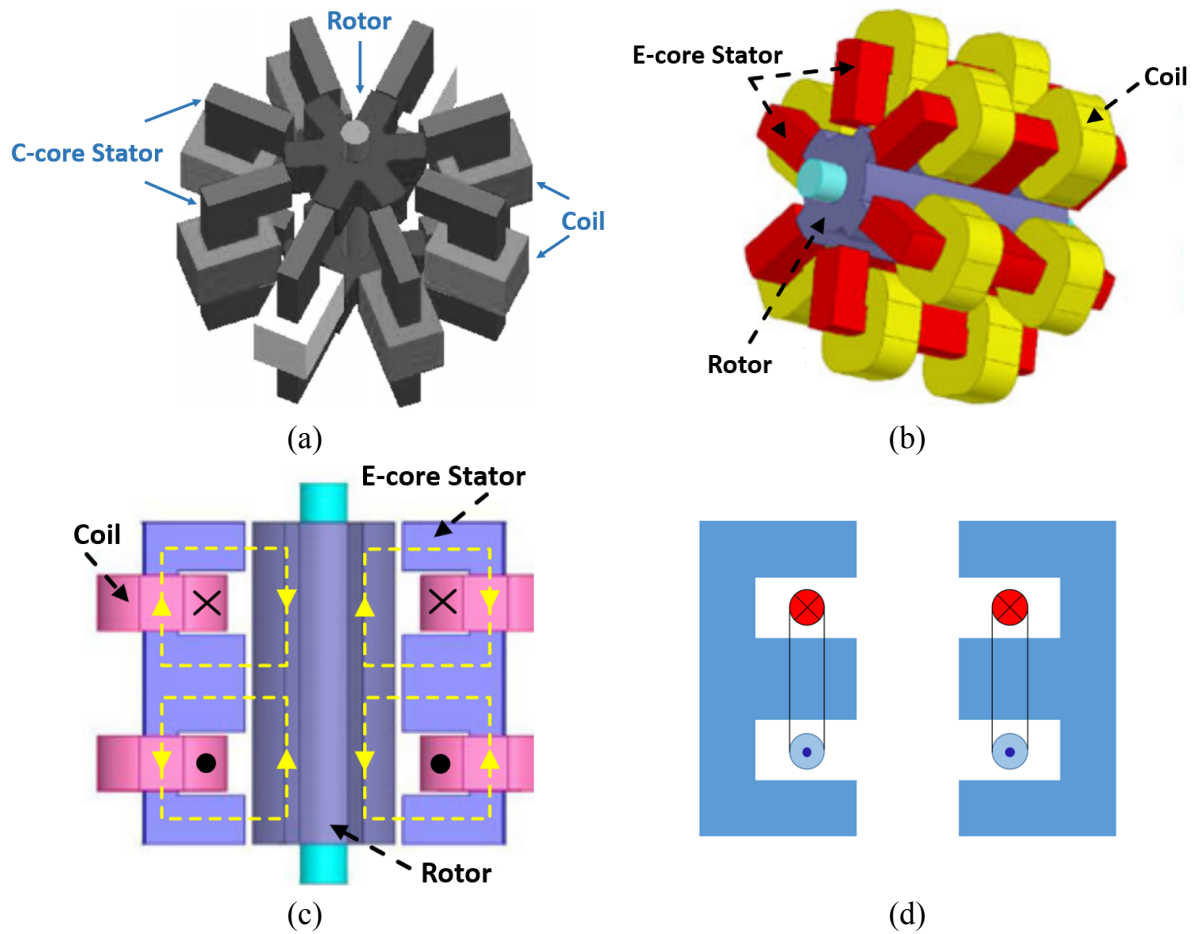 Rotor
C-core Stator
Coil
(a)
E-core Stator
Coil
Rotor
(b)
E-core Stator
Coil
Rotor
(c)
(d)